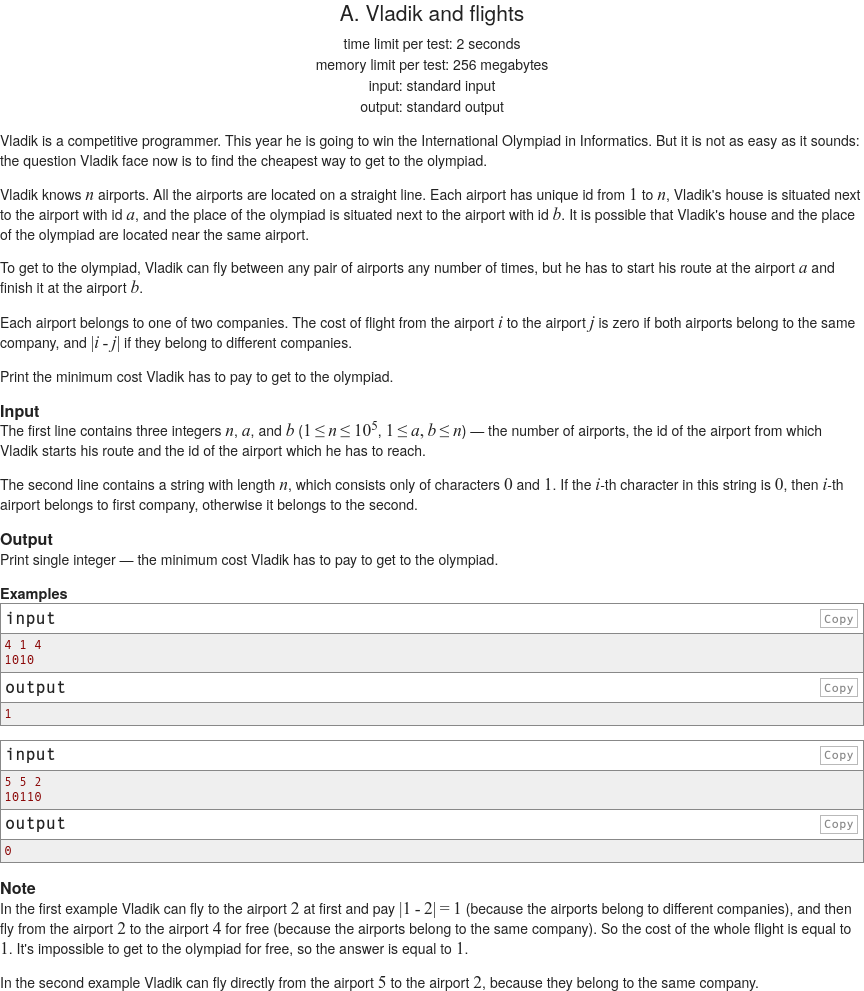 A. Vladik and flights
time limit per test: 2 seconds
memory limit per test: 256 megabytes
input: standard input
output: standard output
Vladik is a competitive programmer. This year he is going to win the International Olympiad in Informatics. But it is not as easy as it sounds:
the question Vladik face now is to find the cheapest way to get to the olympiad.
Vladik knows n airports. All the airports are located on a straight line. Each airport has unique id from 1 to n, Vladik's house is situated next
to the airport with id a, and the place of the olympiad is situated next to the airport with id b. It is possible that Vladik's house and the place
of the olympiad are located near the same airport.
To get to the olympiad, Vladik can fly between any pair of airports any number of times, but he has to start his route at the airport a and
finish it at the airport b.
Each airport belongs to one of two companies. The cost of flight from the airport i to the airport j is zero if both airports belong to the same
company, and |i - j| if they belong to different companies.
Print the minimum cost Vladik has to pay to get to the olympiad.
Input
The first line contains three integers n, a, and b (1 ≤ n ≤ 10⁵, 1 ≤ a, b ≤ n) — the number of airports, the id of the airport from which
Vladik starts his route and the id of the airport which he has to reach.
The second line contains a string with length n, which consists only of characters 0 and 1. If the i-th character in this string is 0, then i-th
airport belongs to first company, otherwise it belongs to the second.
Output
Print single integer — the minimum cost Vladik has to pay to get to the olympiad.
Examples
input Copy
4 1 4
1010
output Copy
1
input Copy
5 5 2
10110
output Copy
0
Note
In the first example Vladik can fly to the airport 2 at first and pay |1 - 2| = 1 (because the airports belong to different companies), and then
fly from the airport 2 to the airport 4 for free (because the airports belong to the same company). So the cost of the whole flight is equal to
1. It's impossible to get to the olympiad for free, so the answer is equal to 1.
In the second example Vladik can fly directly from the airport 5 to the airport 2, because they belong to the same company.